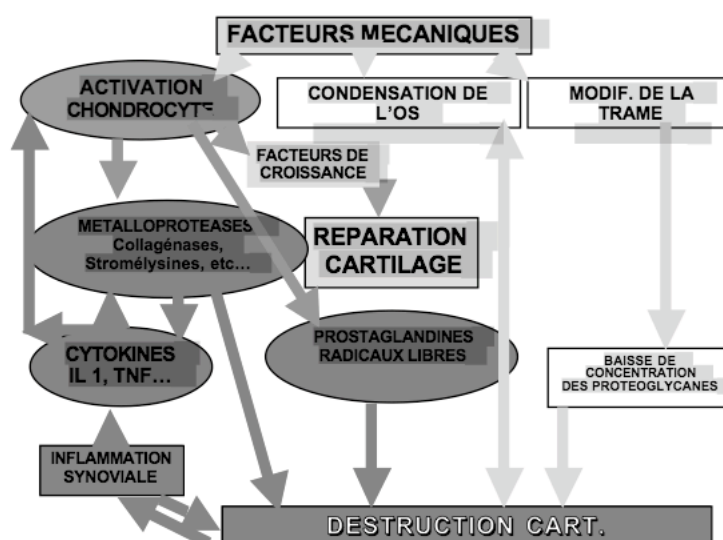 FACTEURS MECANIQUES
ACTIVATION
CHONDROCYTE
CONDENSATION DE
L'OS
MODIF. DE LA
TRAME
FACTEURS DE
CROISSANCE
METALLOPROTEASES
Collagénases,
Stromélysines, etc...
REPARATION
CARTILAGE
CYTOKINES
IL 1, TNF...
PROSTAGLANDINES
RADICAUX LIBRES
BAISSE DE
CONCENTRATION
DES PROTEOGLYCANES
INFLAMMATION
SYNOVIALE
DESTRUCTION CART.